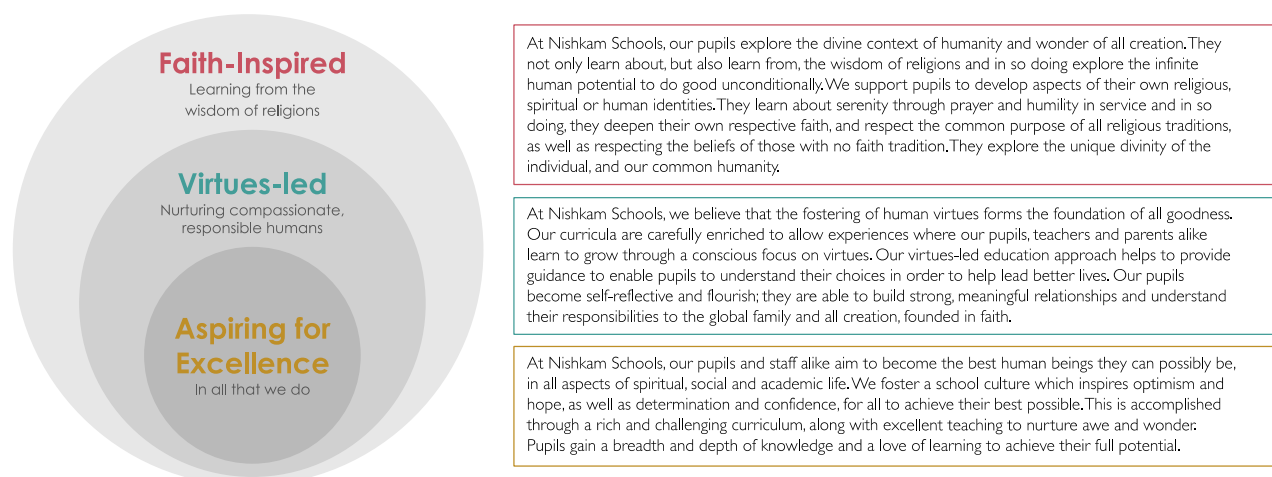 Faith-Inspired
Learning from the
wisdom of religions
Virtues-led
Nurturing compassionate,
responsible humans
Aspiring for
Excellence
In all that we do
At Nishkam Schools, our pupils explore the divine context of humanity and wonder of all creation. They
not only learn about, but also learn from, the wisdom of religions and in so doing explore the infinite
human potential to do good unconditionally. We support pupils to develop aspects of their own religious,
spiritual or human identities. They learn about serenity through prayer and humility in service and in so
doing, they deepen their own respective faith, and respect the common purpose of all religious traditions,
as well as respecting the beliefs of those with no faith tradition. They explore the unique divinity of the
individual, and our common humanity.
At Nishkam Schools, we believe that the fostering of human virtues forms the foundation of all goodness.
Our curricula are carefully enriched to allow experiences where our pupils, teachers and parents alike
learn to grow through a conscious focus on virtues. Our virtues-led education approach helps to provide
guidance to enable pupils to understand their choices in order to help lead better lives. Our pupils
become self-reflective and flourish; they are able to build strong, meaningful relationships and understand
their responsibilities to the global family and all creation, founded in faith.
At Nishkam Schools, our pupils and staff alike aim to become the best human beings they can possibly be,
in all aspects of spiritual, social and academic life. We foster a school culture which inspires optimism and
hope, as well as determination and confidence, for all to achieve their best possible. This is accomplished
through a rich and challenging curriculum, along with excellent teaching to nurture awe and wonder.
Pupils gain a breadth and depth of knowledge and a love of learning to achieve their full potential.